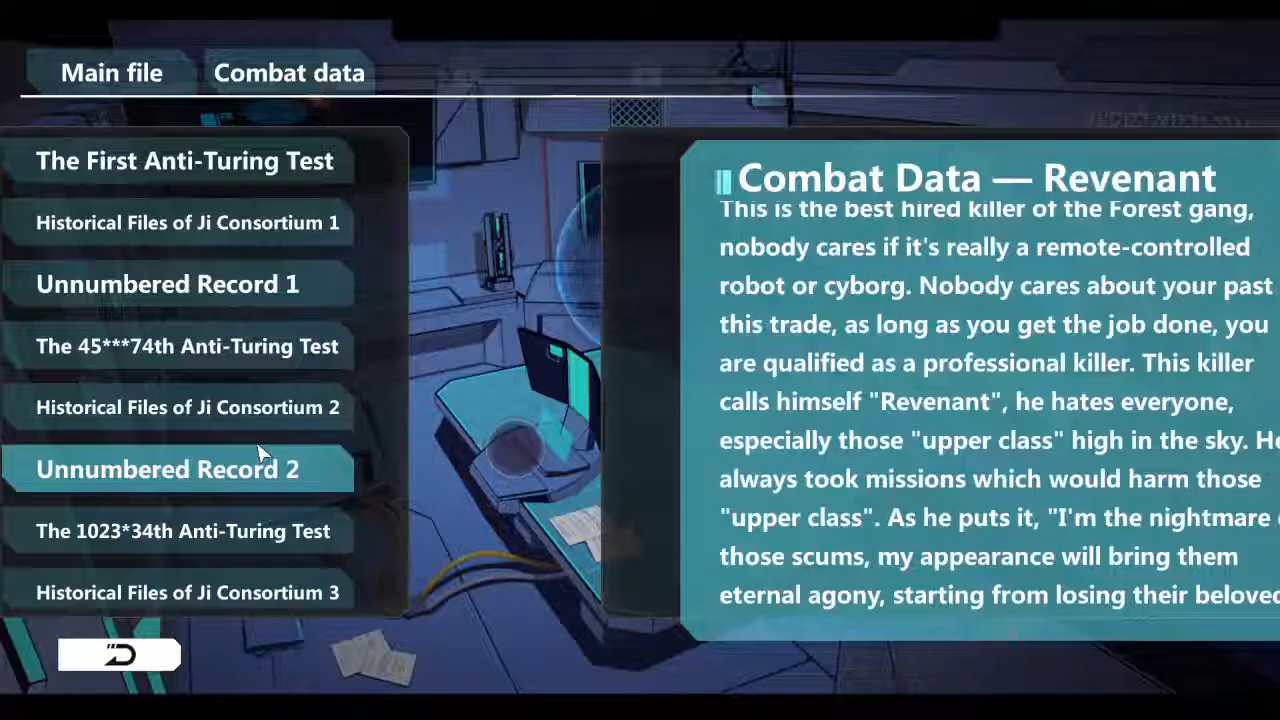 Main file
Combat data
The First Anti-Turing Test
Historical Files of Ji Consortium 1
Unnumbered Record 1
The 45***74th Anti-Turing Test
Historical Files of Ji Consortium 2
Unnumbered Record 2
The 1023*34th Anti-Turing Test
Historical Files of Ji Consortium 3
Combat Data — Revenant
This is the best hired killer of the Forest gang,
nobody cares if it's really a remote-controlled
robot or cyborg. Nobody cares about your past
this trade, as long as you get the job done, you
are qualified as a professional killer. This killer
calls himself "Revenant", he hates everyone,
especially those "upper class" high in the sky. He
always took missions which would harm those
"upper class". As he puts it, "I'm the nightmare
those scums, my appearance will bring them
eternal agony, starting from losing their beloved